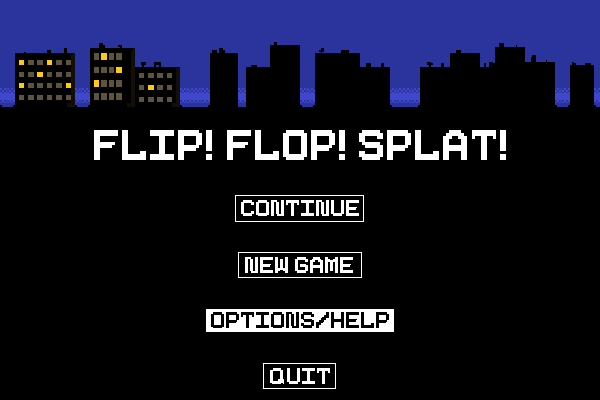 FLIP! FLOP! SPLAT!
CONTINUE
NEW GAME
OPTIONS/HELP
QUIT